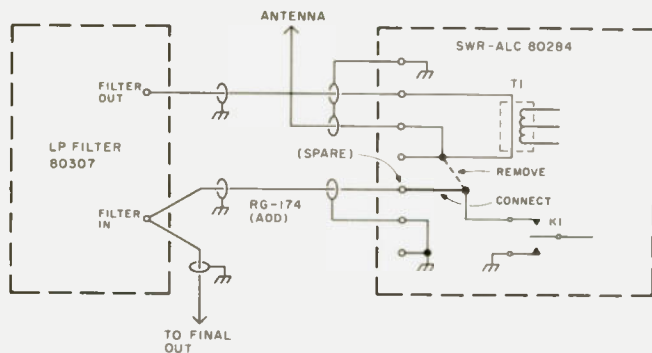 ANTENNA
SWR-ALC 80284
T1
FILTER
OUT
LP FILTER
80307
(SPARE)
REMOVE
CONNECT
FILTER
IN
RG-174
(ADD)
K1
TO FINAL
OUT